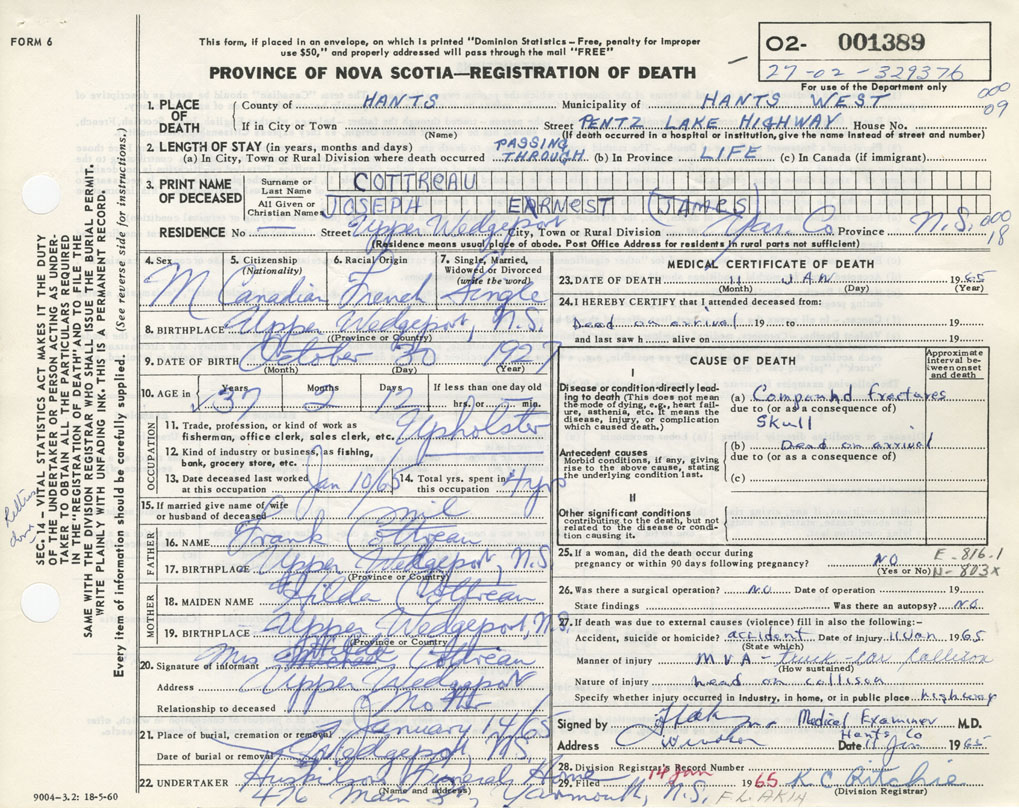 FORM 6
This form, if placed in an envelope, on which is printed "Dominion Statistics – Free, penalty for improper
use $50," and properly addressed will pass through the mail "FREE"
PROVINCE OF NOVA SCOTIA—REGISTRATION OF DEATH
O2- 001389
27-02-329376
For use of the Department only
000
09
1. PLACE OF DEATH
County of HANTS Municipality of HANTS WEST
If in City or Town (Name) Street PENTZ LAKE HIGHWAY House No.
(If death occurred in a hospital or institution, give the name instead of street and number)
2. LENGTH OF STAY (in years, months and days)
(a) In City, Town or Rural Division where death occurred PASSING THROUGH (b) In Province LIFE (c) In Canada (if immigrant)
3. PRINT NAME OF DECEASED
Surname or Last Name COTTREAU
All Given or Christian Names JOSEPH EARNEST (JAMES)
RESIDENCE No — Street Upper Wedgeport City, Town or Rural Division Yar. Co Province N.S. 000
18
(Residence means usual place of abode. Post Office Address for residents in rural parts not sufficient)
4. Sex M
5. Citizenship (Nationality) Canadian
6. Racial Origin French
7. Single, Married, Widowed or Divorced (write the word) Single
8. BIRTHPLACE Upper Wedgeport, N.S.
(Province or Country)
9. DATE OF BIRTH October 30 1927
(Month) (Day) (Year)
10. AGE in Years 37 Months 2 Days 12 If less than one day old
hrs. or min.
OCCUPATION
11. Trade, profession, or kind of work as
fisherman, office clerk, sales clerk, etc. Upholster
12. Kind of industry or business, as fishing,
bank, grocery store, etc.
13. Date deceased last worked
at this occupation Jan 10/65
14. Total yrs. spent in
this occupation 4 yrs
15. If married give name of wife
or husband of deceased nil
FATHER
16. NAME Frank Cottreau
17. BIRTHPLACE Upper Wedgeport, N.S.
(Province or Country)
MOTHER
18. MAIDEN NAME Hilda Cottreau
19. BIRTHPLACE Upper Wedgeport, N.S.
(Province or Country)
20. Signature of informant Mrs Hilda Cottreau
Address Upper Wedgeport
Relationship to deceased Mother
21. Place of burial, cremation or removal
January 14/65
Date of burial or removal Wedgeport N.S.
22. UNDERTAKER Huskilson Funeral Home
(Name and address)
476 Main St, Yarmouth, N.S.
9004-3.2: 18-5-60
MEDICAL CERTIFICATE OF DEATH
23. DATE OF DEATH 11 JAN 1965
(Month) (Day) (Year)
24. I HEREBY CERTIFY that I attended deceased from:
Dead on arrival 19 to 19
and last saw h alive on 19
CAUSE OF DEATH
Approximate interval between onset and death
I
Disease or condition directly leading to death (This does not mean the mode of dying, e.g., heart failure, asthenia, etc. It means the disease, injury, or complication which caused death.)
(a) Compound fractures
due to (or as a consequence of)
Skull
(b) Dead on arrival
due to (or as a consequence of)
(c)
Antecedent causes
Morbid conditions, if any, giving rise to the above cause, stating the underlying condition last.
II
Other significant conditions
contributing to the death, but not related to the disease or condition causing it.
25. If a woman, did the death occur during
pregnancy or within 90 days following pregnancy? NO
(Yes or No)
E-816.1
N-803X
26. Was there a surgical operation? NO Date of operation 19
State findings Was there an autopsy? NO
27. If death was due to external causes (violence) fill in also the following:—
Accident, suicide or homicide? accident Date of injury 11 Jan 1965
(State which)
Manner of injury MVA - truck-car collision
(How sustained)
Nature of injury head on collison
Specify whether injury occurred in industry, in home, or in public place highway
Signed by Medical Examiner M.D.
Hants Co
Address Windsor Date 11 Jan 1965
28. Division Registrar's Record Number
29. Filed 14 Jan 1965 K. C. Ritchie
(Division Registrar)
F.L. AKIH
SEC. 14 – VITAL STATISTICS ACT MAKES IT THE DUTY
OF THE UNDERTAKER OR PERSON ACTING AS UNDER-
TAKER TO OBTAIN ALL THE PARTICULARS REQUIRED
IN THE "REGISTRATION OF DEATH" AND TO FILE THE
SAME WITH THE DIVISION REGISTRAR WHO SHALL ISSUE THE BURIAL PERMIT.
WRITE PLAINLY WITH UNFADING INK. THIS IS A PERMANENT RECORD.
Every item of information should be carefully supplied. (See reverse side for instructions.)